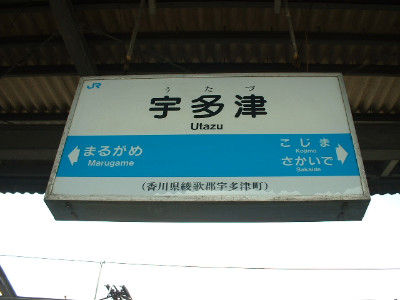 JR
うたづ
宇多津
Utazu
まるがめ
Marugame
こじま
Kojima
さかいで
Sakaide
(香川県綾歌郡宇多津町)